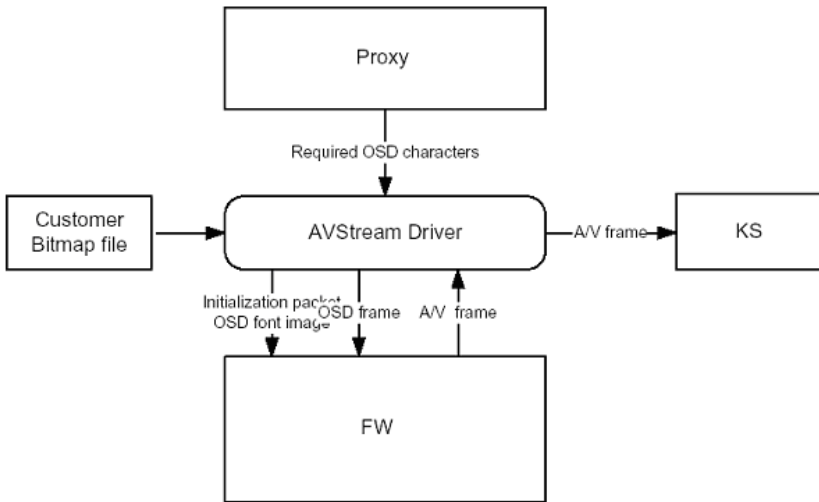 Proxy
Required OSD characters
Customer
Bitmap file
AVStream Driver
A/V frame
KS
Initialization packet
OSD font image
OSD frame
A/V frame
FW